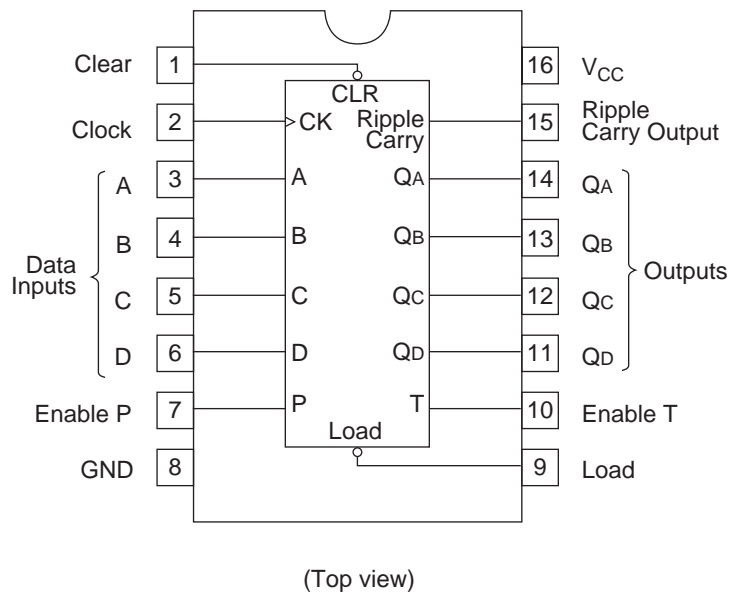 Clear 1 16 VCC
CLR
Clock 2 CK Ripple Carry 15 Ripple Carry Output
A 3 A QA 14 QA
B 4 B QB 13 QB
Data Inputs
Outputs
C 5 C QC 12 QC
D 6 D QD 11 QD
Enable P 7 P T 10 Enable T
Load
GND 8 9 Load
(Top view)